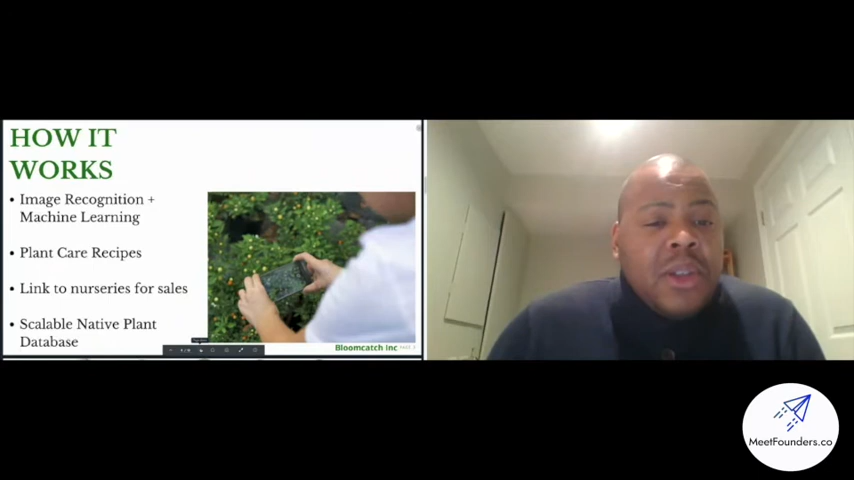 HOW IT
WORKS
• Image Recognition +
Machine Learning
• Plant Care Recipes
• Link to nurseries for sales
• Scalable Native Plant
Database
Bloomcatch Inc
MeetFounders.co